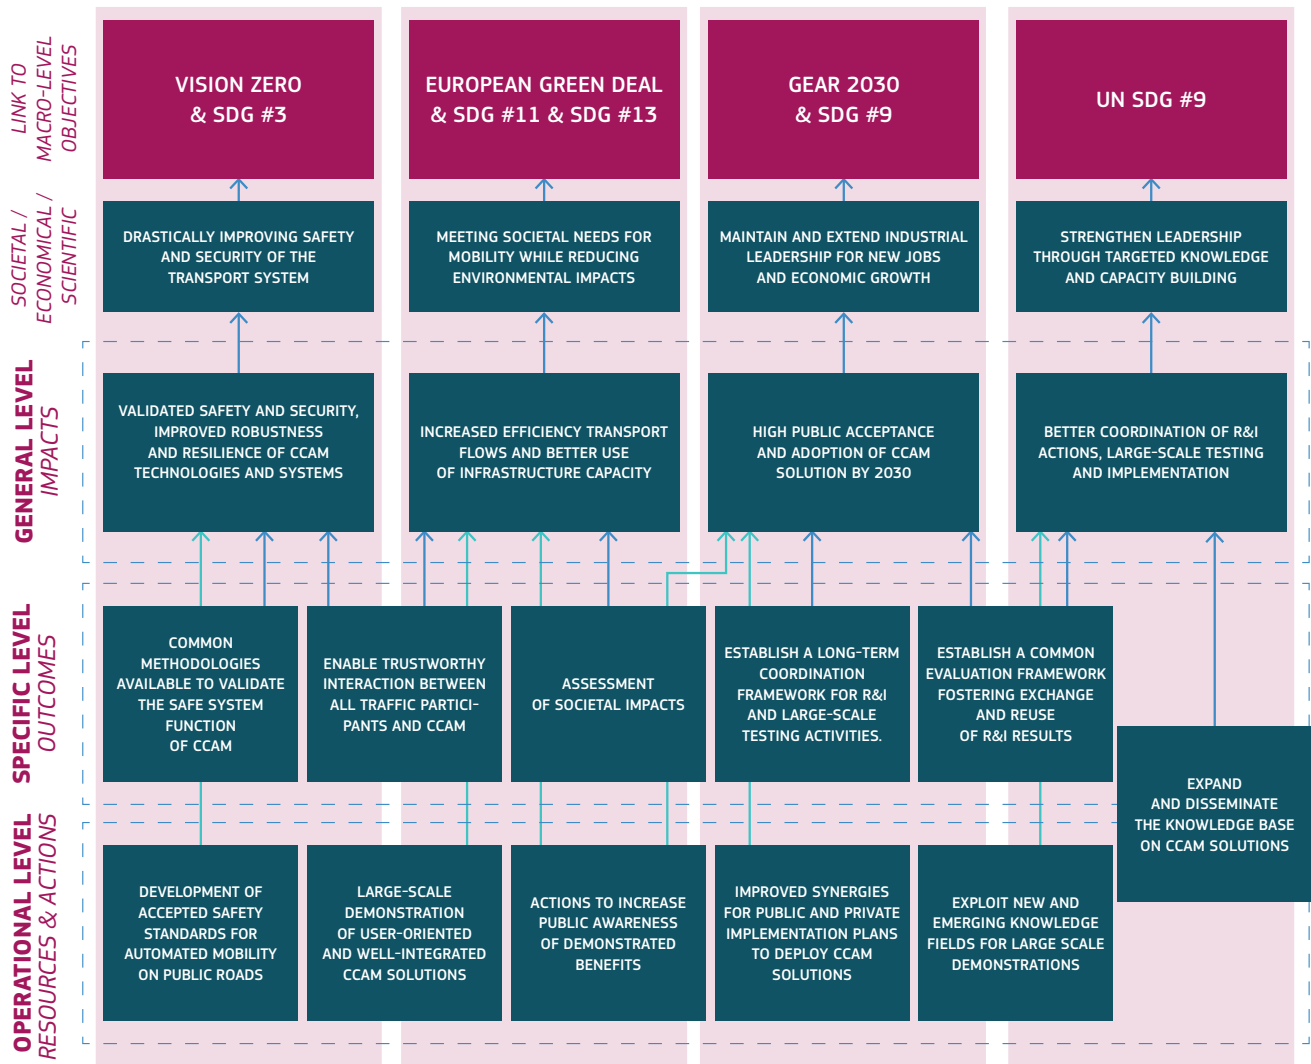 LINK TO
MACRO-LEVEL
OBJECTIVES
VISION ZERO
& SDG #3
EUROPEAN GREEN DEAL
& SDG #11 & SDG #13
GEAR 2030
& SDG #9
UN SDG #9
SOCIETAL /
ECONOMICAL /
SCIENTIFIC
DRASTICALLY IMPROVING SAFETY
AND SECURITY OF THE
TRANSPORT SYSTEM
MEETING SOCIETAL NEEDS FOR
MOBILITY WHILE REDUCING
ENVIRONMENTAL IMPACTS
MAINTAIN AND EXTEND INDUSTRIAL
LEADERSHIP FOR NEW JOBS
AND ECONOMIC GROWTH
STRENGTHEN LEADERSHIP
THROUGH TARGETED KNOWLEDGE
AND CAPACITY BUILDING
GENERAL LEVEL
IMPACTS
VALIDATED SAFETY AND SECURITY,
IMPROVED ROBUSTNESS
AND RESILIENCE OF CCAM
TECHNOLOGIES AND SYSTEMS
INCREASED EFFICIENCY TRANSPORT
FLOWS AND BETTER USE
OF INFRASTRUCTURE CAPACITY
HIGH PUBLIC ACCEPTANCE
AND ADOPTION OF CCAM
SOLUTION BY 2030
BETTER COORDINATION OF R&I
ACTIONS, LARGE-SCALE TESTING
AND IMPLEMENTATION
SPECIFIC LEVEL
OUTCOMES
COMMON
METHODOLOGIES
AVAILABLE TO VALIDATE
THE SAFE SYSTEM
FUNCTION
OF CCAM
ENABLE TRUSTWORTHY
INTERACTION BETWEEN
ALL TRAFFIC PARTICI-
PANTS AND CCAM
ASSESSMENT
OF SOCIETAL IMPACTS
ESTABLISH A LONG-TERM
COORDINATION
FRAMEWORK FOR R&I
AND LARGE-SCALE
TESTING ACTIVITIES.
ESTABLISH A COMMON
EVALUATION FRAMEWORK
FOSTERING EXCHANGE
AND REUSE
OF R&I RESULTS
EXPAND
AND DISSEMINATE
THE KNOWLEDGE BASE
ON CCAM SOLUTIONS
OPERATIONAL LEVEL
RESOURCES & ACTIONS
DEVELOPMENT OF
ACCEPTED SAFETY
STANDARDS FOR
AUTOMATED MOBILITY
ON PUBLIC ROADS
LARGE-SCALE
DEMONSTRATION
OF USER-ORIENTED
AND WELL-INTEGRATED
CCAM SOLUTIONS
ACTIONS TO INCREASE
PUBLIC AWARENESS
OF DEMONSTRATED
BENEFITS
IMPROVED SYNERGIES
FOR PUBLIC AND PRIVATE
IMPLEMENTATION PLANS
TO DEPLOY CCAM
SOLUTIONS
EXPLOIT NEW AND
EMERGING KNOWLEDGE
FIELDS FOR LARGE SCALE
DEMONSTRATIONS